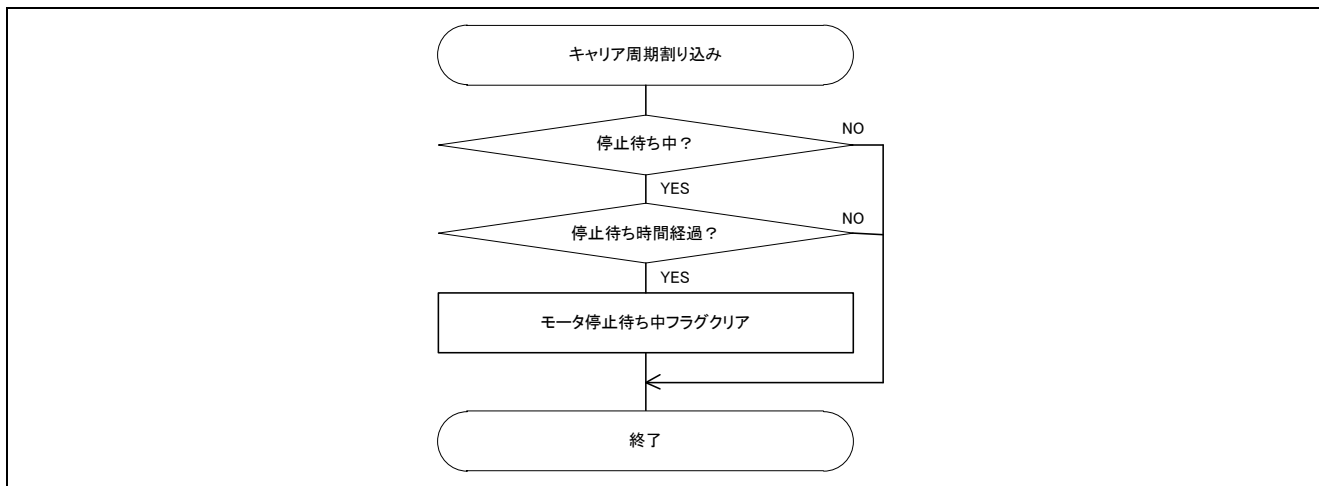 キャリア周期割り込み
停止待ち中？
NO
YES
停止待ち時間経過？
NO
YES
モータ停止待ち中フラグクリア
終了